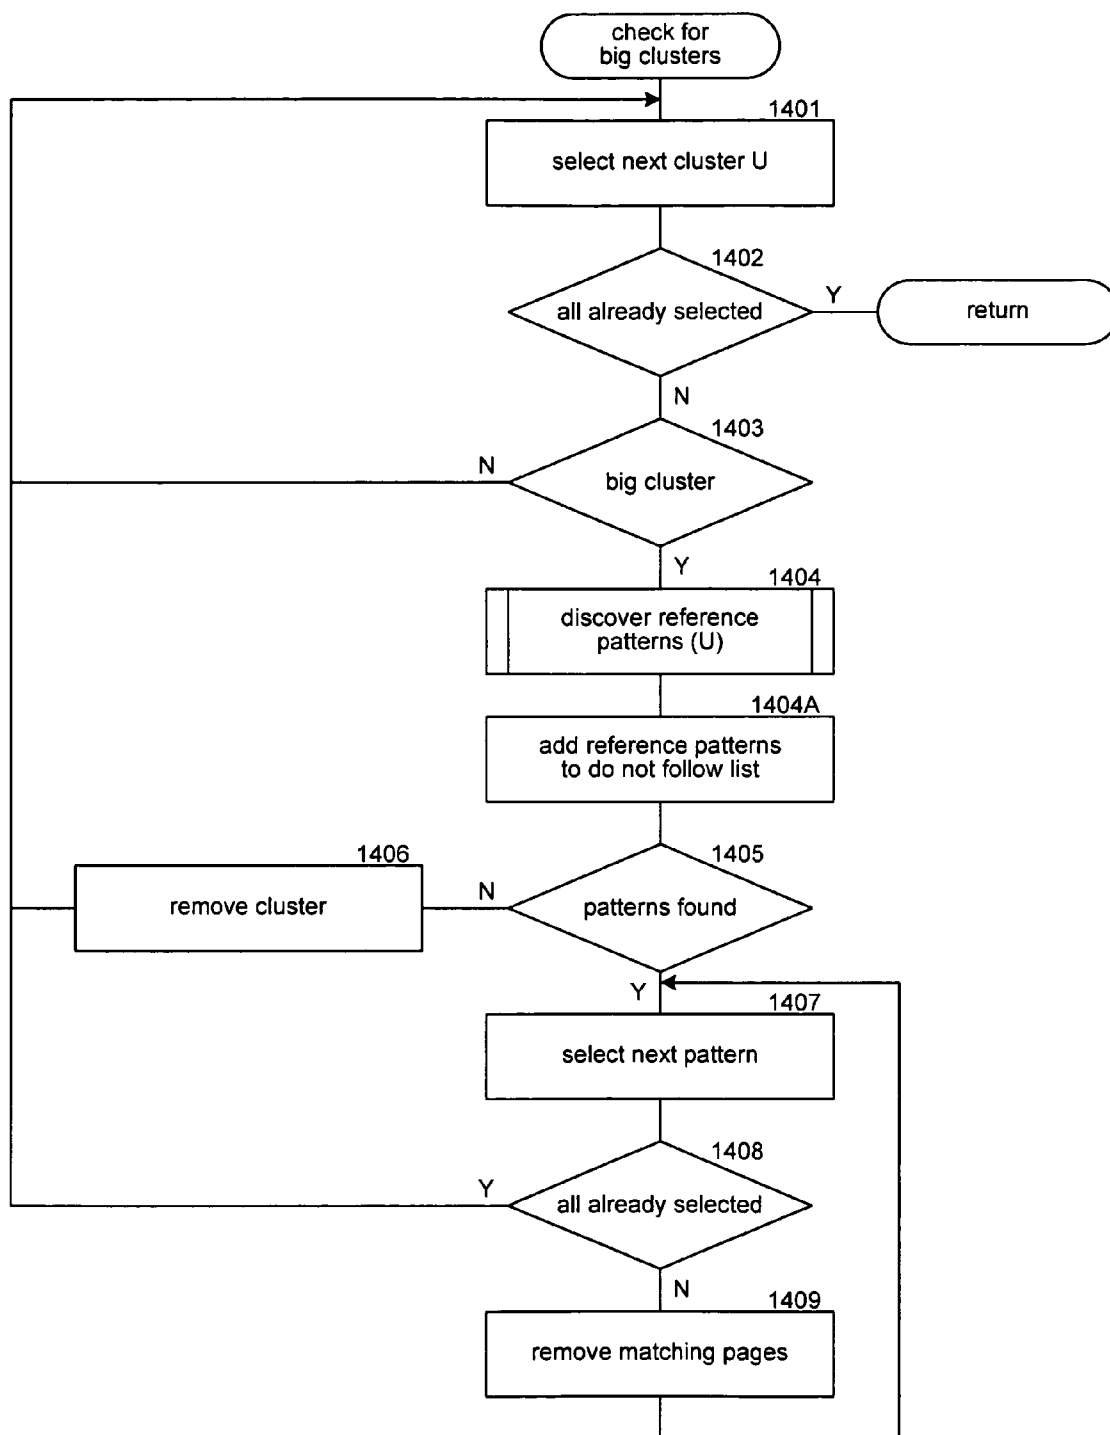 check for
big clusters
1401
select next cluster U
1402
all already selected
Y
return
N
1403
big cluster
N
Y
1404
discover reference
patterns (U)
1404A
add reference patterns
to do not follow list
1405
patterns found
N
1406
remove cluster
Y
1407
select next pattern
1408
all already selected
Y
N
1409
remove matching pages